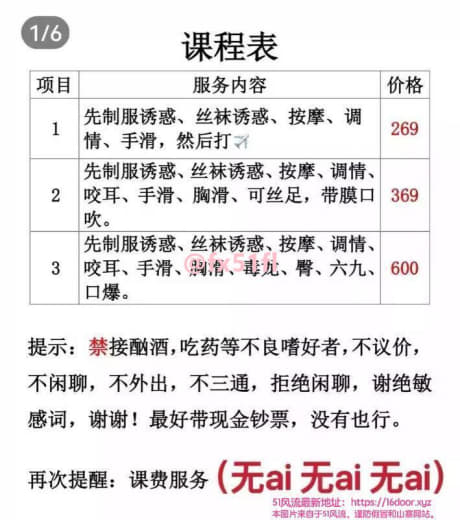 1/6
课程表
项目 服务内容 价格
1 先制服诱惑、丝袜诱惑、按摩、调
情、手滑，然后打✈️ 269
2 先制服诱惑、丝袜诱惑、按摩、调情、
咬耳、手滑、胸滑、可丝足，带膜口
吹。 369
3 先制服诱惑、丝袜诱惑、按摩、调情、
咬耳、手滑、胸滑、毒龙、臀、六九、
口爆。 600
@fx51fl
提示：禁接酗酒，吃药等不良嗜好者，不议价，
不闲聊，不外出，不三通，拒绝闲聊，谢绝敏
感词，谢谢！最好带现金钞票，没有也行。
再次提醒：课费服务（无ai 无ai 无ai）
51风流最新地址：https://16door.xyz
本图片来自于51风流。谨防假冒和山寨网站。